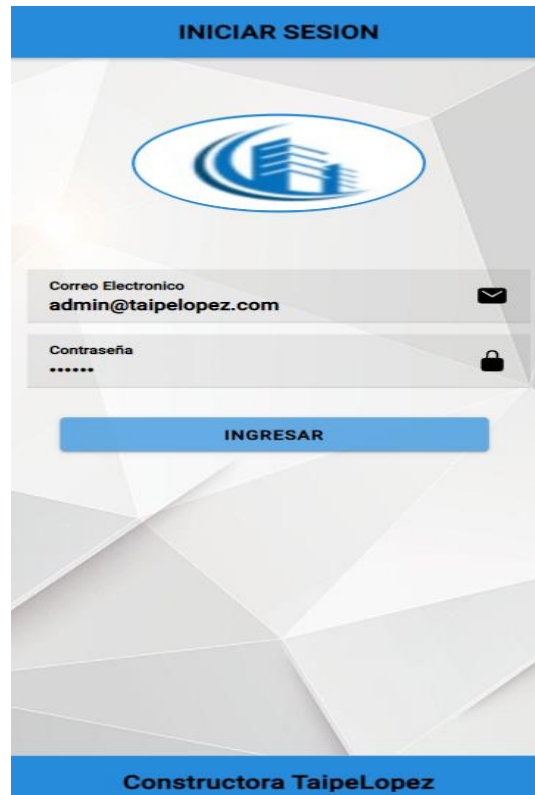 INICIAR SESION
Correo Electronico
admin@taipelopez.com
Contraseña
••••••
INGRESAR
Constructora TaipeLopez